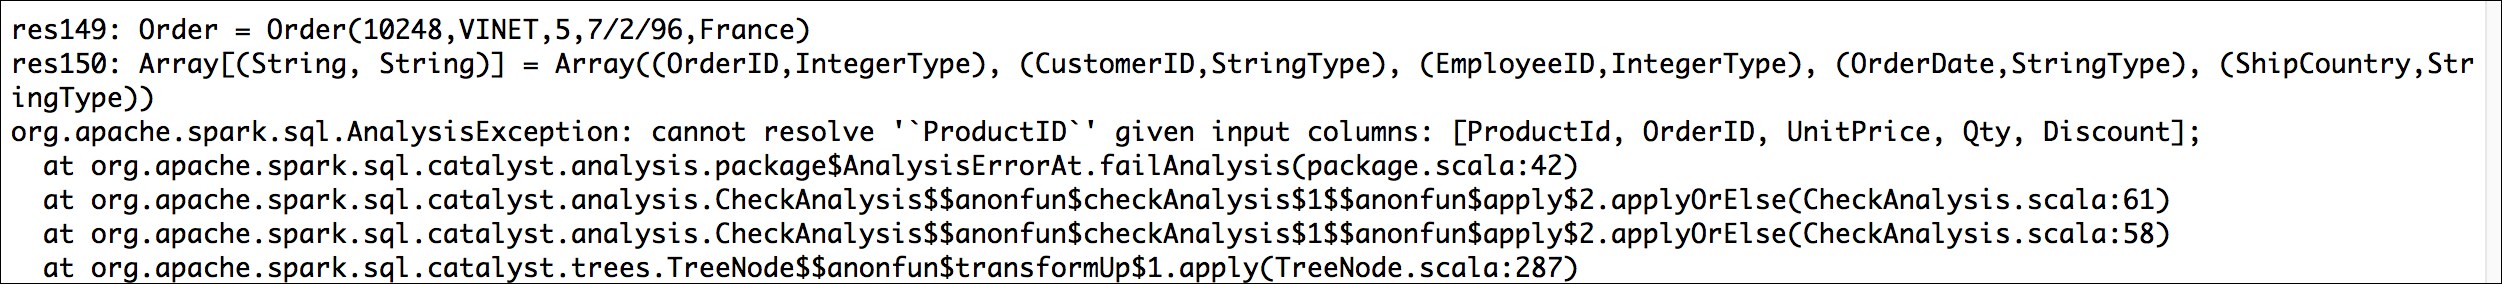 res149: Order = Order(10248,VINET,5,7/2/96,France)
res150: Array[(String, String)] = Array((OrderID,IntegerType), (CustomerID,StringType), (EmployeeID,IntegerType), (OrderDate,StringType), (ShipCountry,Str
ingType))
org.apache.spark.sql.AnalysisException: cannot resolve '`ProductID`' given input columns: [ProductId, OrderID, UnitPrice, Qty, Discount];
  at org.apache.spark.sql.catalyst.analysis.package$AnalysisErrorAt.failAnalysis(package.scala:42)
  at org.apache.spark.sql.catalyst.analysis.CheckAnalysis$$anonfun$checkAnalysis$1$$anonfun$apply$2.applyOrElse(CheckAnalysis.scala:61)
  at org.apache.spark.sql.catalyst.analysis.CheckAnalysis$$anonfun$checkAnalysis$1$$anonfun$apply$2.applyOrElse(CheckAnalysis.scala:58)
  at org.apache.spark.sql.catalyst.trees.TreeNode$$anonfun$transformUp$1.apply(TreeNode.scala:287)